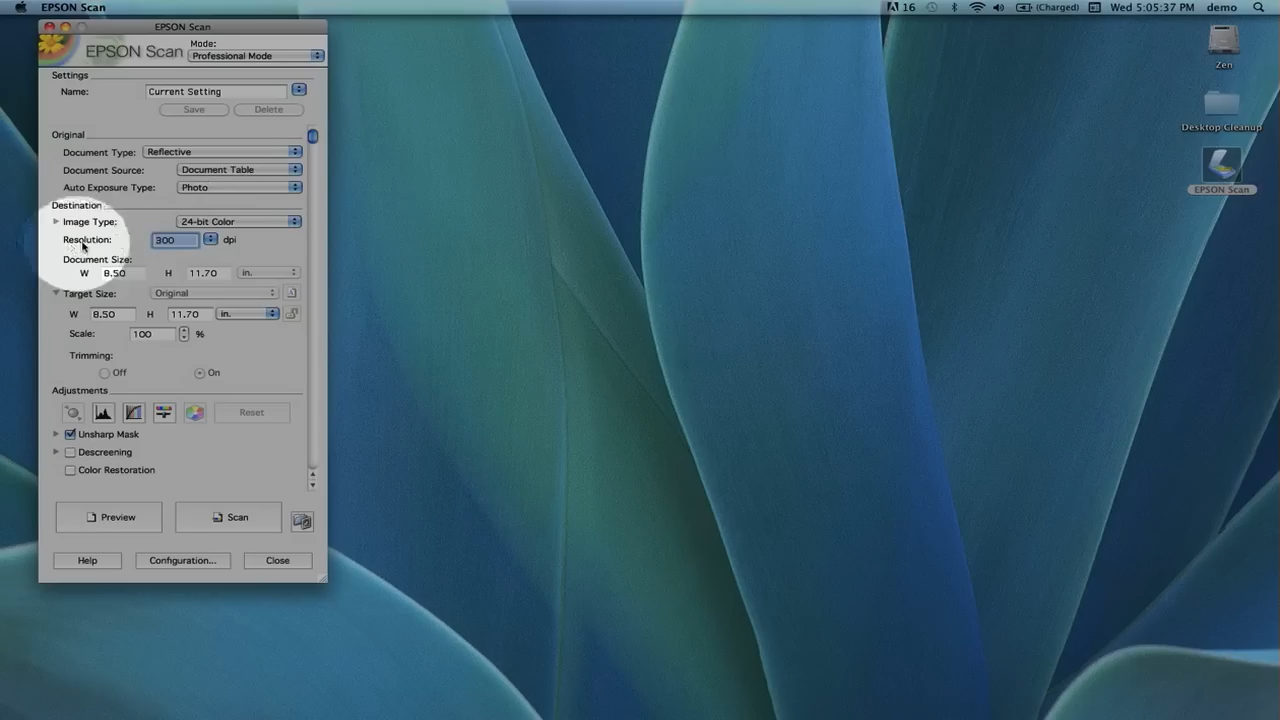 EPSON Scan
16
(Charged)
Wed 5:05:37 PM
demo
EPSON Scan
EPSON Scan
Mode:
Professional Mode
Settings
Name:
Current Setting
Save
Delete
Original
Document Type:
Reflective
Document Source:
Document Table
Auto Exposure Type:
Photo
Destination
Image Type:
24-bit Color
Resolution:
300
dpi
Document Size:
W 8.50 H 11.70 in.
Target Size:
Original
W 8.50 H 11.70 in.
Scale: 100 %
Trimming:
Off
On
Adjustments
Reset
Unsharp Mask
Descreening
Color Restoration
Preview
Scan
Help
Configuration...
Close
Zen
Desktop Cleanup
EPSON Scan